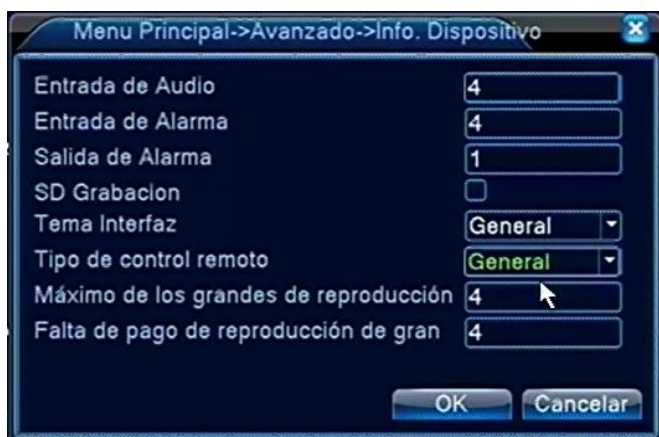 Menu Principal->Avanzado->Info. Dispositivo
Entrada de Audio 4
Entrada de Alarma 4
Salida de Alarma 1
SD Grabacion
Tema Interfaz General
Tipo de control remoto General
Máximo de los grandes de reproducción 4
Falta de pago de reproducción de gran 4
OK Cancelar